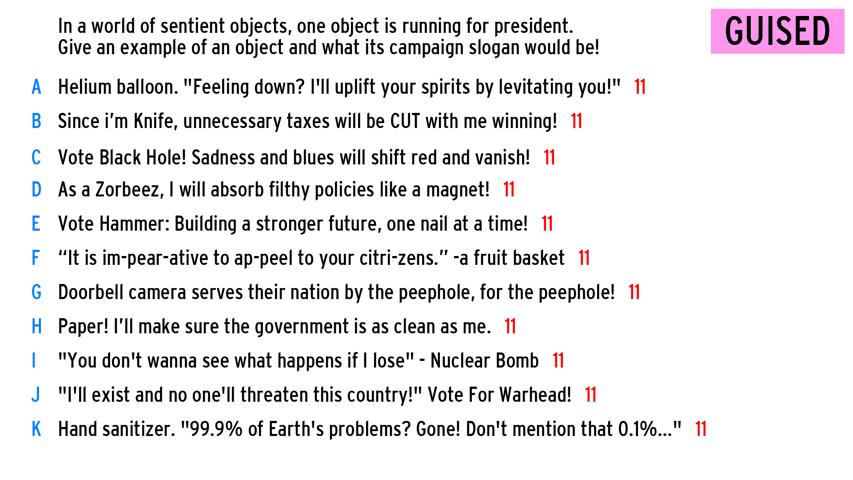 In a world of sentient objects, one object is running for president.
Give an example of an object and what its campaign slogan would be!
GUISED
A Helium balloon. "Feeling down? I'll uplift your spirits by levitating you!" 11
B Since i'm Knife, unnecessary taxes will be CUT with me winning! 11
C Vote Black Hole! Sadness and blues will shift red and vanish! 11
D As a Zorbeez, I will absorb filthy policies like a magnet! 11
E Vote Hammer: Building a stronger future, one nail at a time! 11
F “It is im-pear-ative to ap-peel to your citri-zens.” -a fruit basket 11
G Doorbell camera serves their nation by the peephole, for the peephole! 11
H Paper! I’ll make sure the government is as clean as me. 11
I "You don't wanna see what happens if I lose" - Nuclear Bomb 11
J "I'll exist and no one'll threaten this country!" Vote For Warhead! 11
K Hand sanitizer. "99.9% of Earth's problems? Gone! Don't mention that 0.1%..." 11